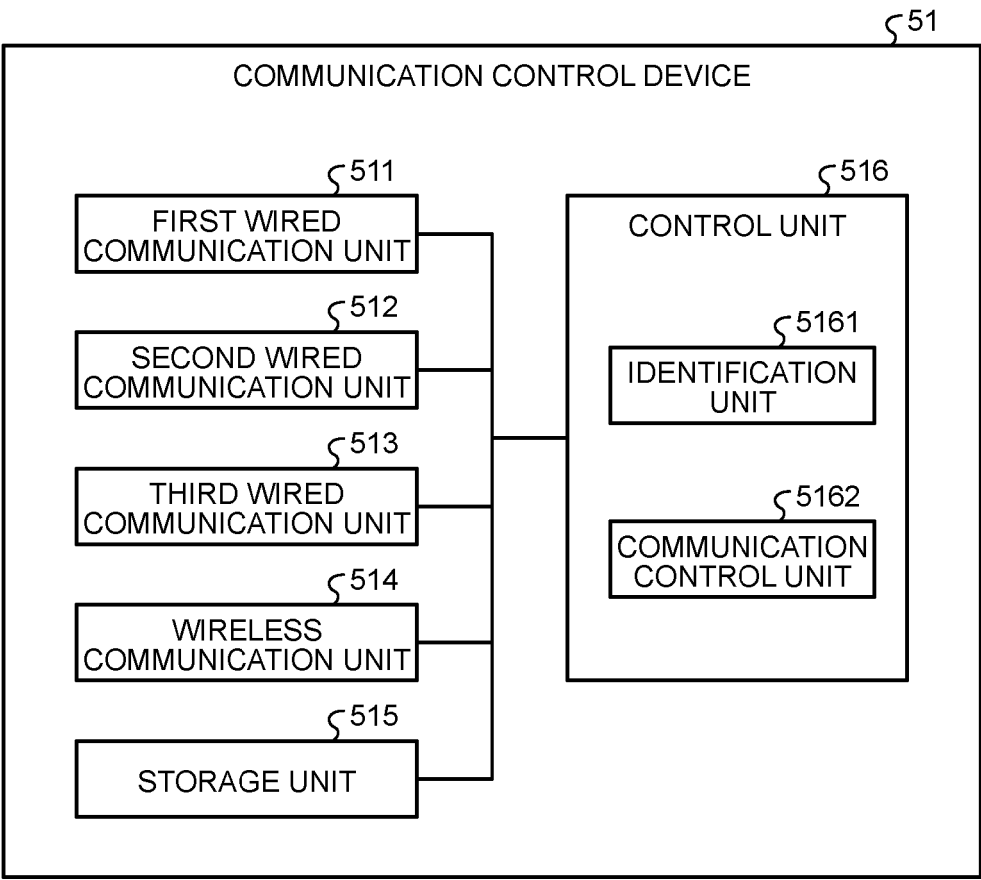 51
COMMUNICATION CONTROL DEVICE
511
FIRST WIRED
COMMUNICATION UNIT
512
SECOND WIRED
COMMUNICATION UNIT
513
THIRD WIRED
COMMUNICATION UNIT
514
WIRELESS
COMMUNICATION UNIT
515
STORAGE UNIT
516
CONTROL UNIT
5161
IDENTIFICATION
UNIT
5162
COMMUNICATION
CONTROL UNIT